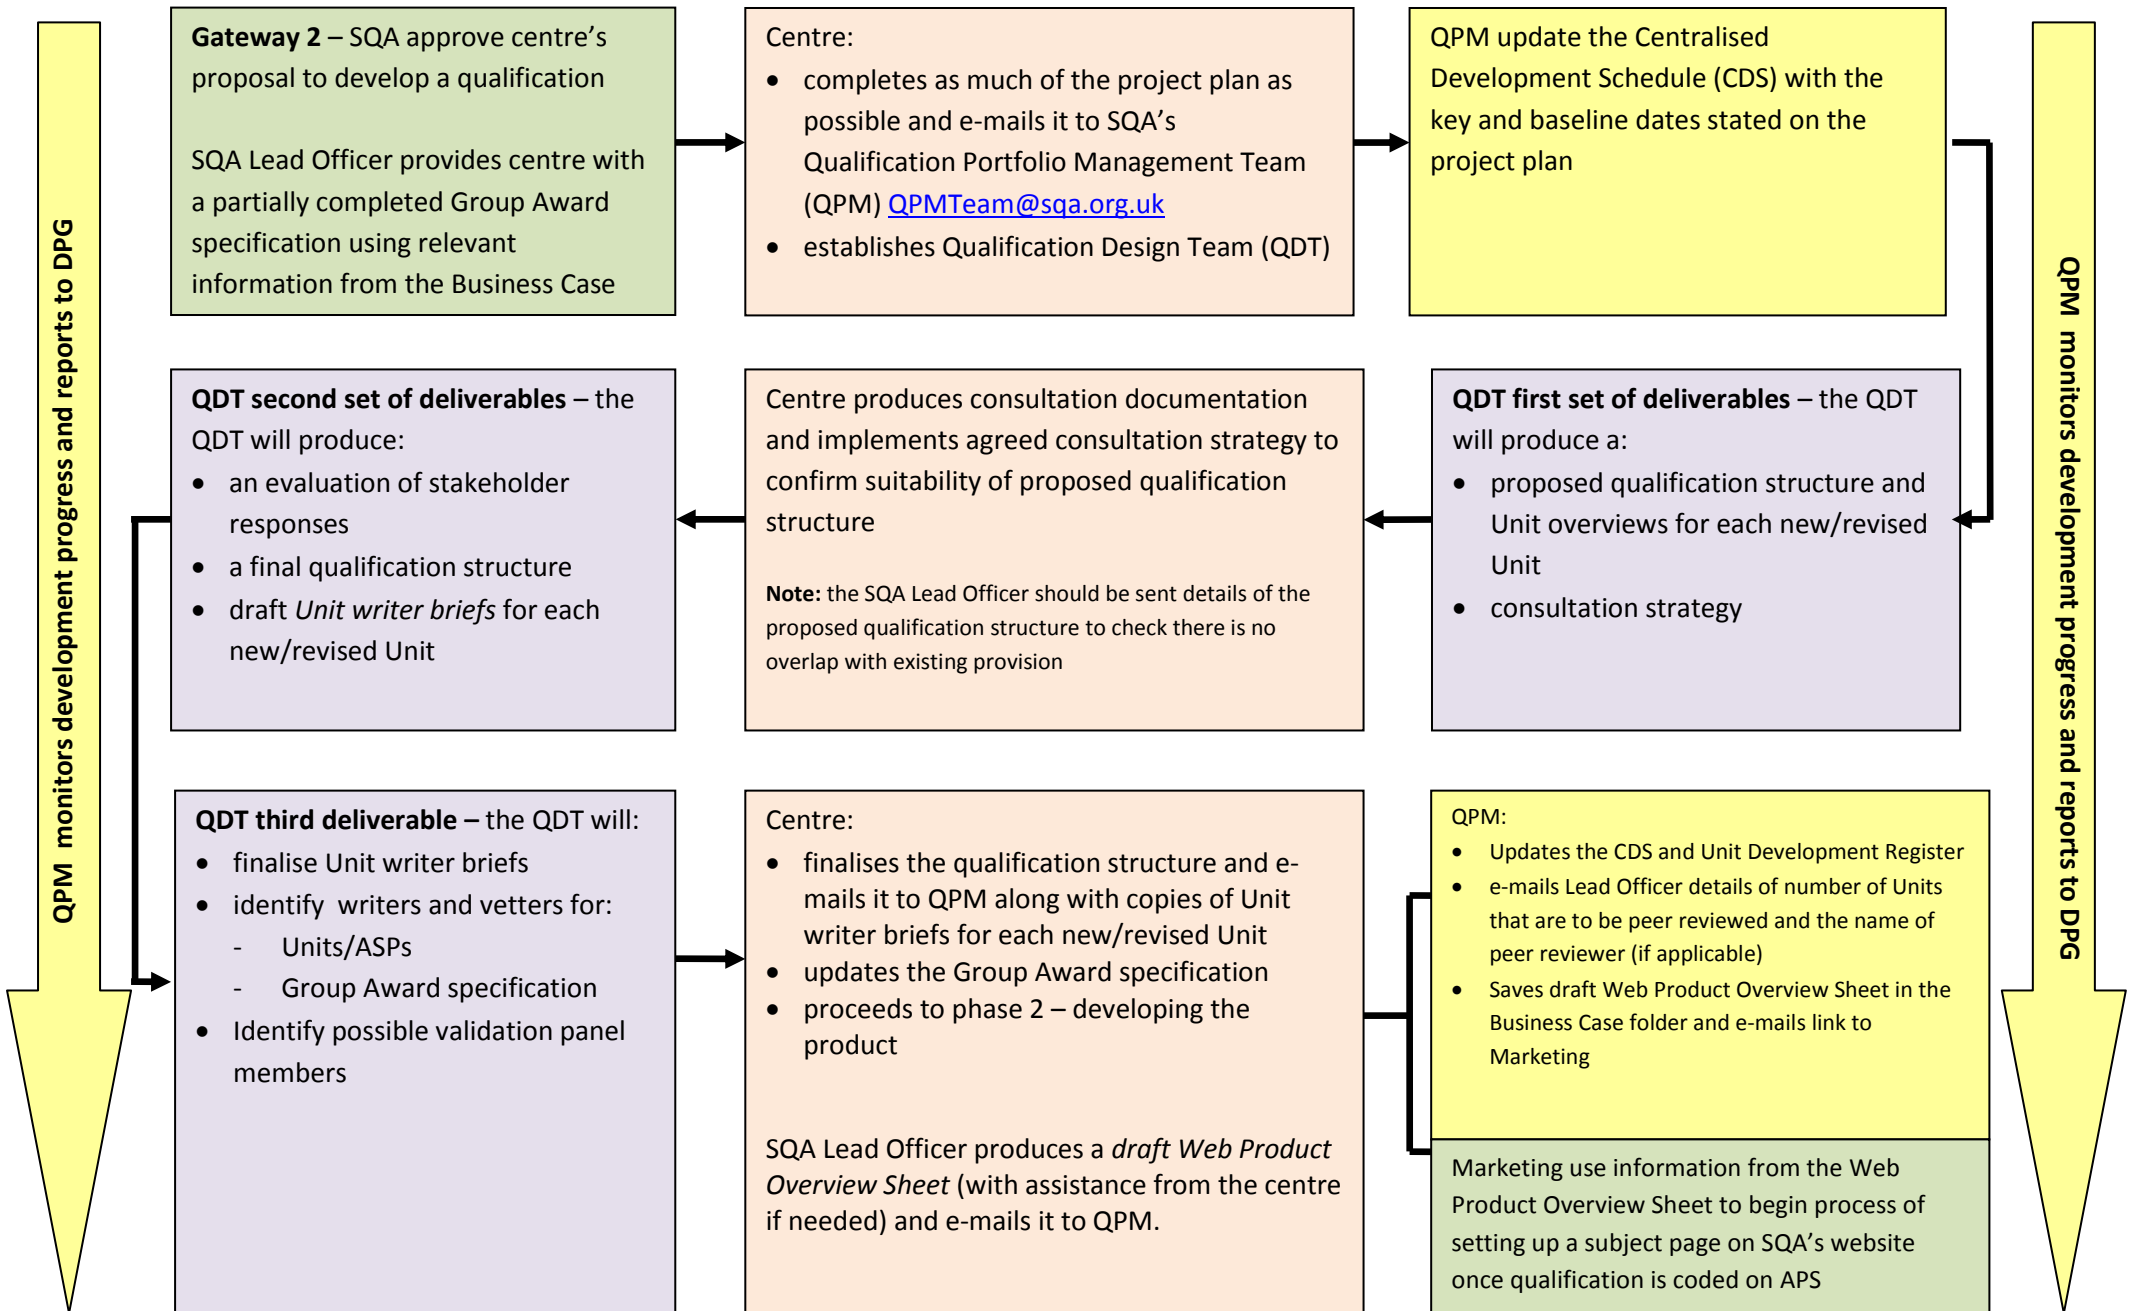 QPM  monitors development progress and reports to DPG
Gateway 2 – SQA approve centre’s
proposal to develop a qualification
SQA Lead Officer provides centre with
a partially completed Group Award
specification using relevant
information from the Business Case
Centre:
• completes as much of the project plan as
possible and e-mails it to SQA’s
Qualification Portfolio Management Team
(QPM) QPMTeam@sqa.org.uk
• establishes Qualification Design Team (QDT)
QPM update the Centralised
Development Schedule (CDS) with the
key and baseline dates stated on the
project plan
QPM  monitors development progress and reports to DPG
QDT first set of deliverables – the QDT
will produce a:
• proposed qualification structure and
Unit overviews for each new/revised
Unit
• consultation strategy
Centre produces consultation documentation
and implements agreed consultation strategy to
confirm suitability of proposed qualification
structure
Note: the SQA Lead Officer should be sent details of the
proposed qualification structure to check there is no
overlap with existing provision
QDT second set of deliverables – the
QDT will produce:
• an evaluation of stakeholder
responses
• a final qualification structure
• draft Unit writer briefs for each
new/revised Unit
QDT third deliverable – the QDT will:
• finalise Unit writer briefs
• identify  writers and vetters for:
- Units/ASPs
- Group Award specification
• Identify possible validation panel
members
Centre:
• finalises the qualification structure and e-
mails it to QPM along with copies of Unit
writer briefs for each new/revised Unit
• updates the Group Award specification
• proceeds to phase 2 – developing the
product
SQA Lead Officer produces a draft Web Product
Overview Sheet (with assistance from the centre
if needed) and e-mails it to QPM.
QPM:
• Updates the CDS and Unit Development Register
• e-mails Lead Officer details of number of Units
that are to be peer reviewed and the name of
peer reviewer (if applicable)
• Saves draft Web Product Overview Sheet in the
Business Case folder and e-mails link to
Marketing
Marketing use information from the Web
Product Overview Sheet to begin process of
setting up a subject page on SQA’s website
once qualification is coded on APS